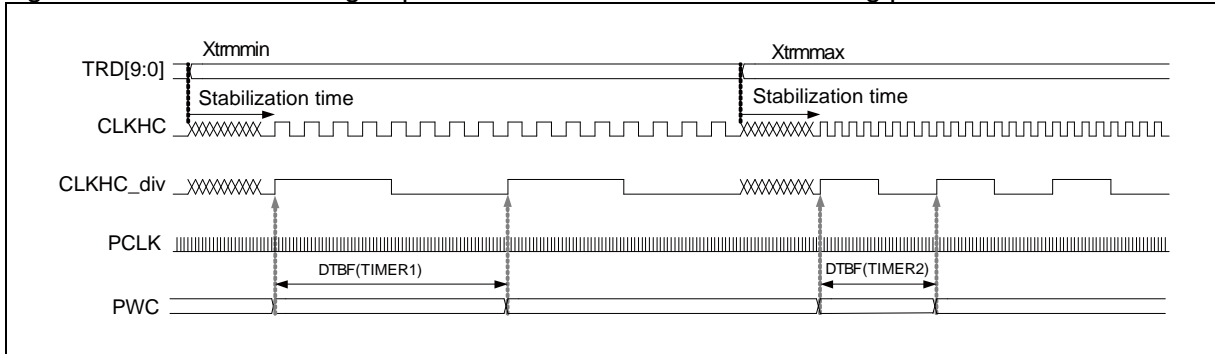 Xtrmmin
Xtrmmax
TRD[9:0]
Stabilization time
Stabilization time
CLKHC
CLKHC_div
PCLK
DTBF(TIMER1)
DTBF(TIMER2)
PWC